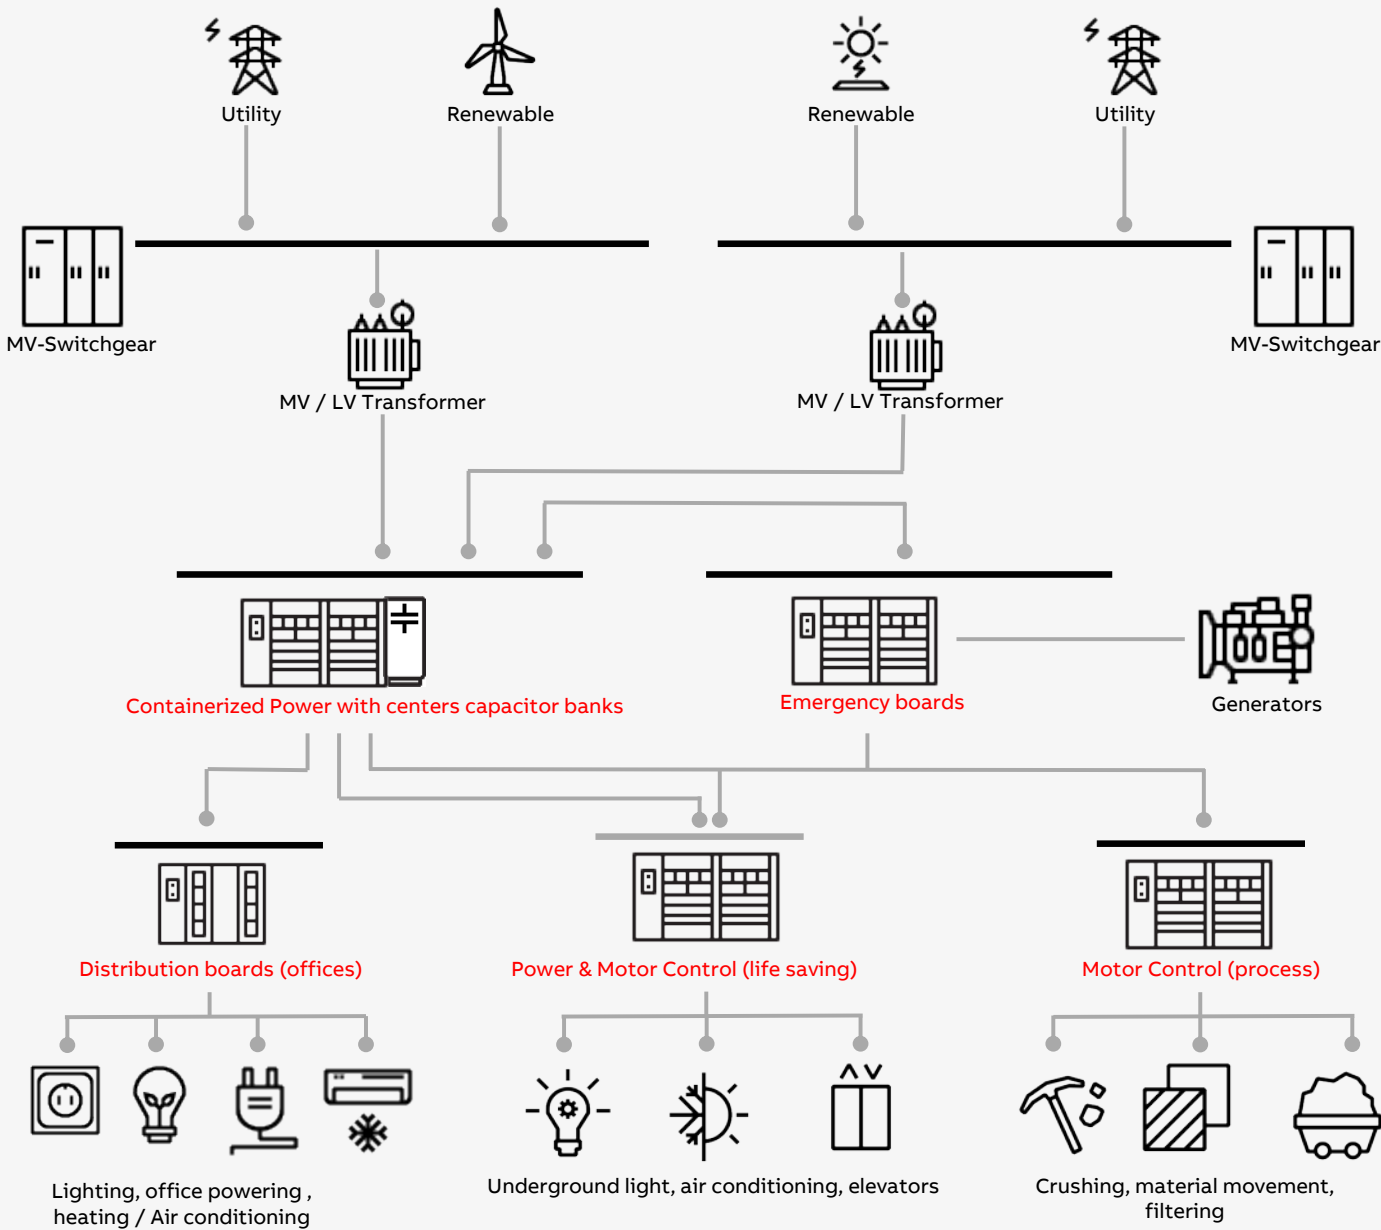 Utility
Renewable
Renewable
Utility
MV-Switchgear
MV-Switchgear
MV / LV Transformer
MV / LV Transformer
Containerized Power with centers capacitor banks
Emergency boards
Generators
Distribution boards (offices)
Power & Motor Control (life saving)
Motor Control (process)
Lighting, office powering ,
heating / Air conditioning
Underground light, air conditioning, elevators
Crushing, material movement,
filtering